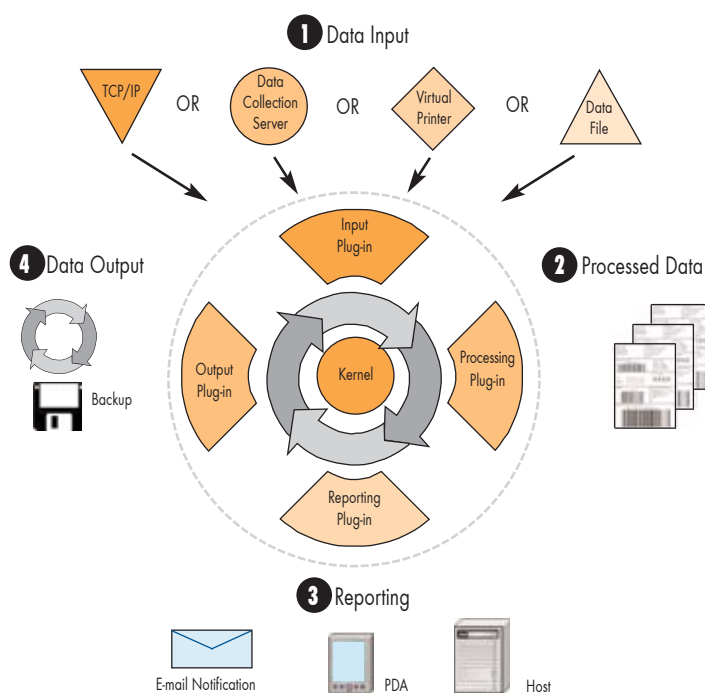 1 Data Input
TCP/IP
OR
Data
Collection
Server
OR
Virtual
Printer
OR
Data
File
Input
Plug-in
4 Data Output
Backup
2 Processed Data
Output
Plug-in
Kernel
Processing
Plug-in
Reporting
Plug-in
3 Reporting
E-mail Notification
PDA
Host